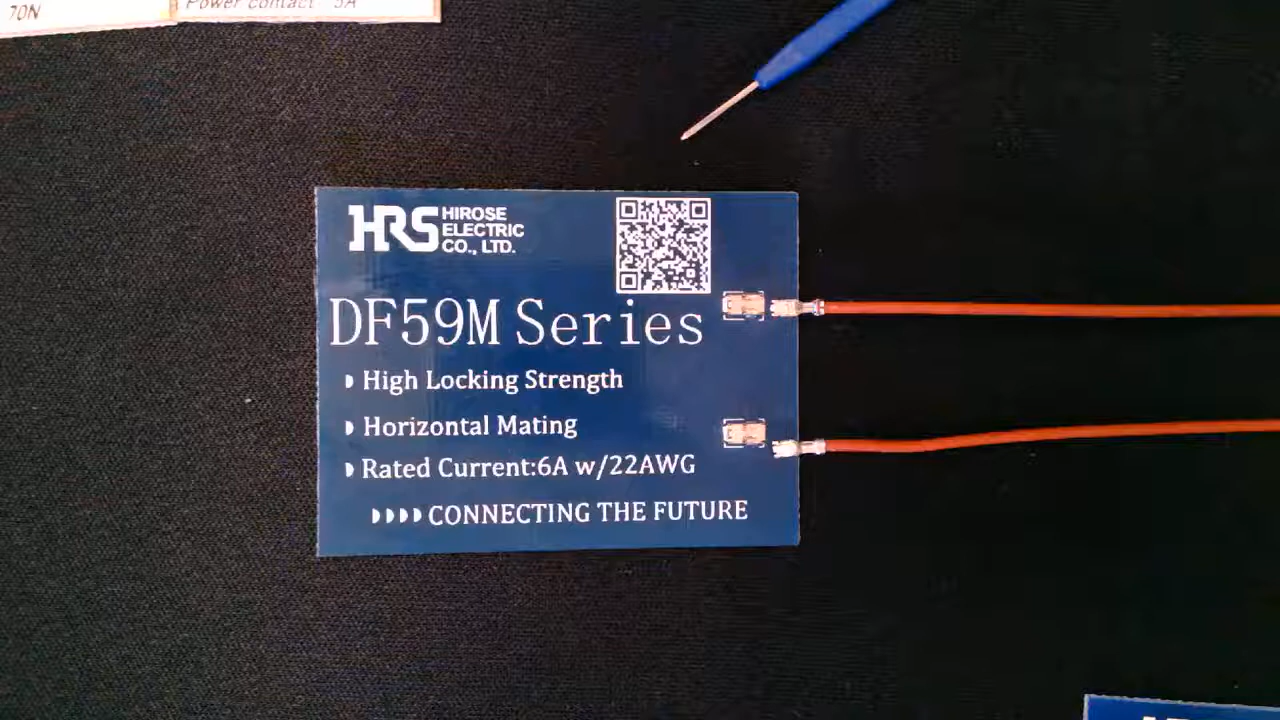 70N
Power contact 5A
HRS HIROSE
ELECTRIC
CO., LTD.
DF59M Series
High Locking Strength
Horizontal Mating
Rated Current:6A w/22AWG
CONNECTING THE FUTURE